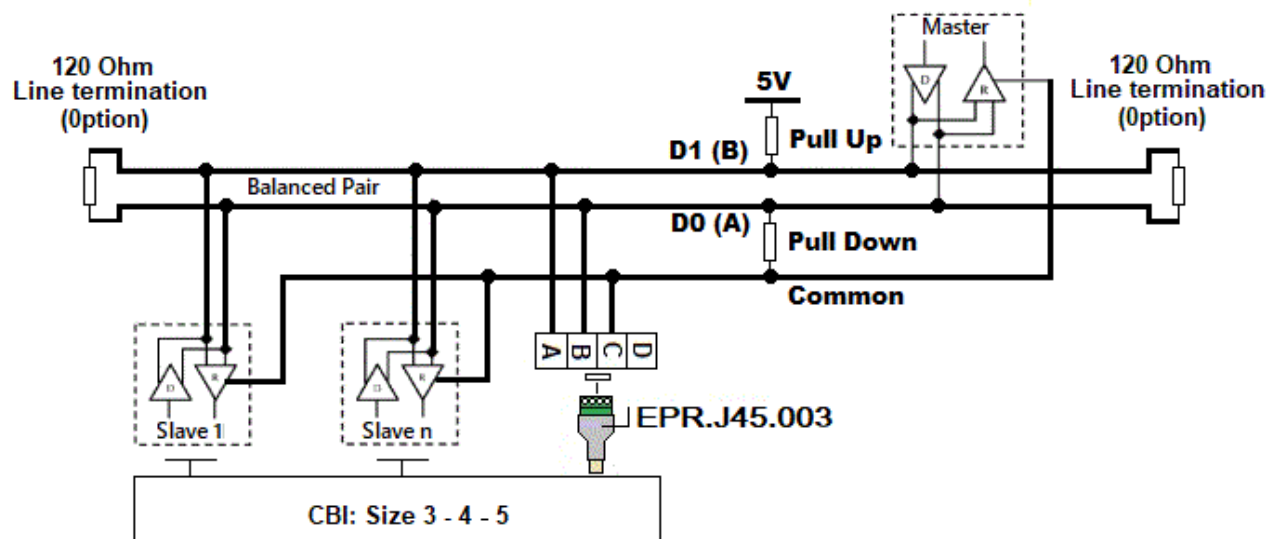 Master
120 Ohm
Line termination
(0ption)
120 Ohm
Line termination
(0ption)
D
R
5V
Pull Up
D1 (B)
Balanced Pair
D0 (A)
Pull Down
Common
A
B
C
D
D
R
D
R
Slave 1
Slave n
EPR.J45.003
CBI: Size 3 - 4 - 5